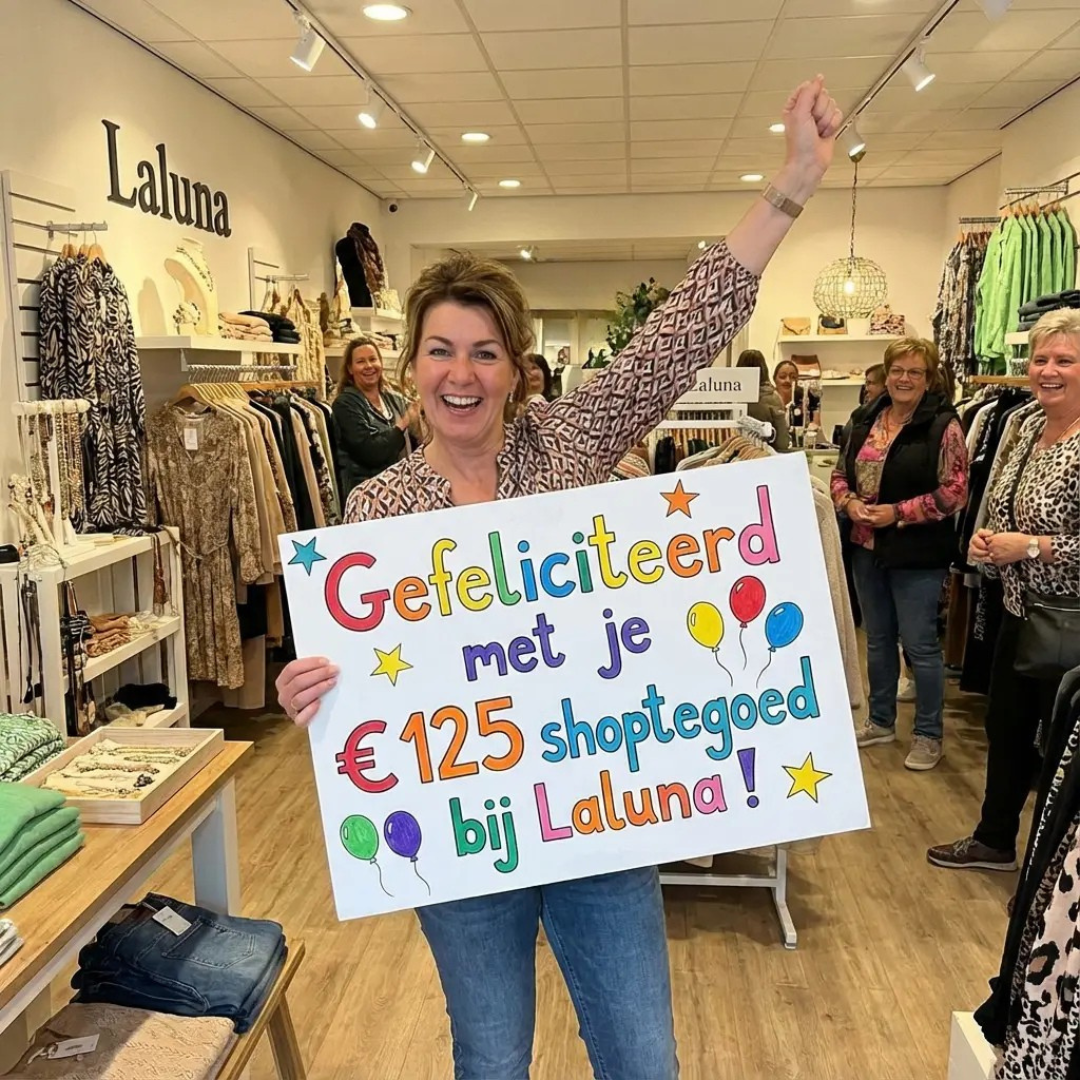 Laluna
Laluna
Gefeliciteerd
met je
€125 shoptegoed
bij Laluna!